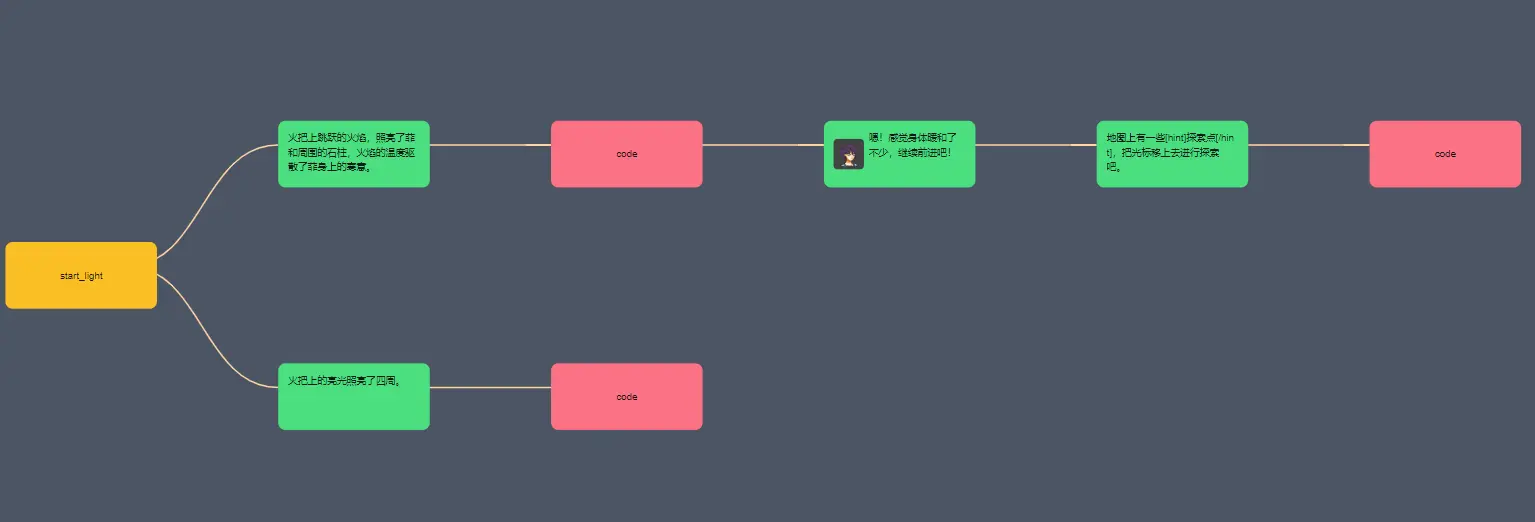 火把上跳跃的火焰，照亮了菲
和周围的石柱，火焰的温度驱
散了菲身上的寒意。
code
嗯！感觉身体暖和了
不少，继续前进吧！
地图上有一些[hint]探索点[/hin
t]，把光标移上去进行探索
吧。
code
start_light
火把上的亮光照亮了四周。
code